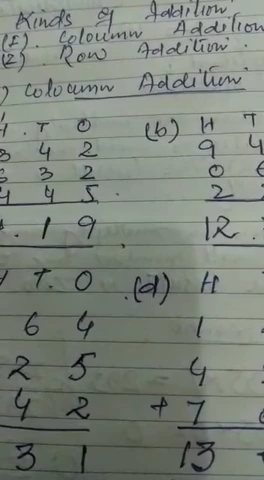 Kinds of Addition
(1). Coloumn Addition
(2). Row Addition.
) Coloumn Addition
H. T O (b) H T
3 4 2 9 4
3 2 0 6
4 4 5. 2
. 1 9 12.
T. O .(d) H
6 4 1
2 5 4
4 2 + 7
3 1 13